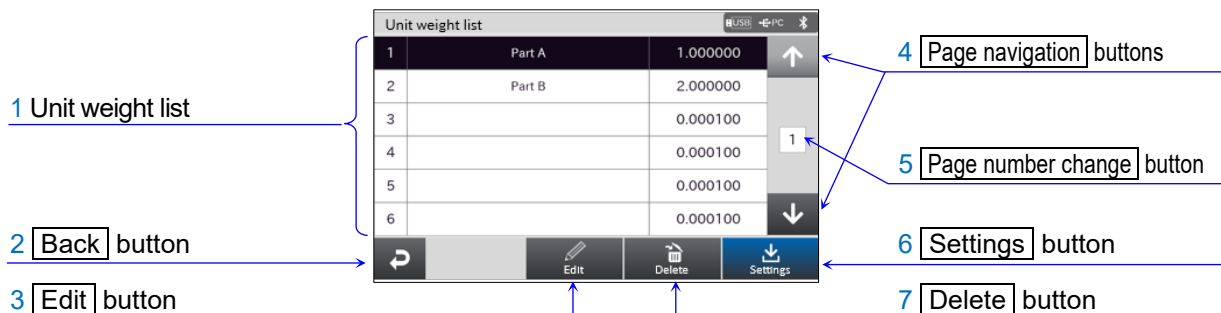 Unit weight list
USB
PC
1 Part A 1.000000
2 Part B 2.000000
3 0.000100
4 0.000100
5 0.000100
6 0.000100
1
Edit
Delete
Settings
1 Unit weight list
2 Back button
3 Edit button
4 Page navigation buttons
5 Page number change button
6 Settings button
7 Delete button